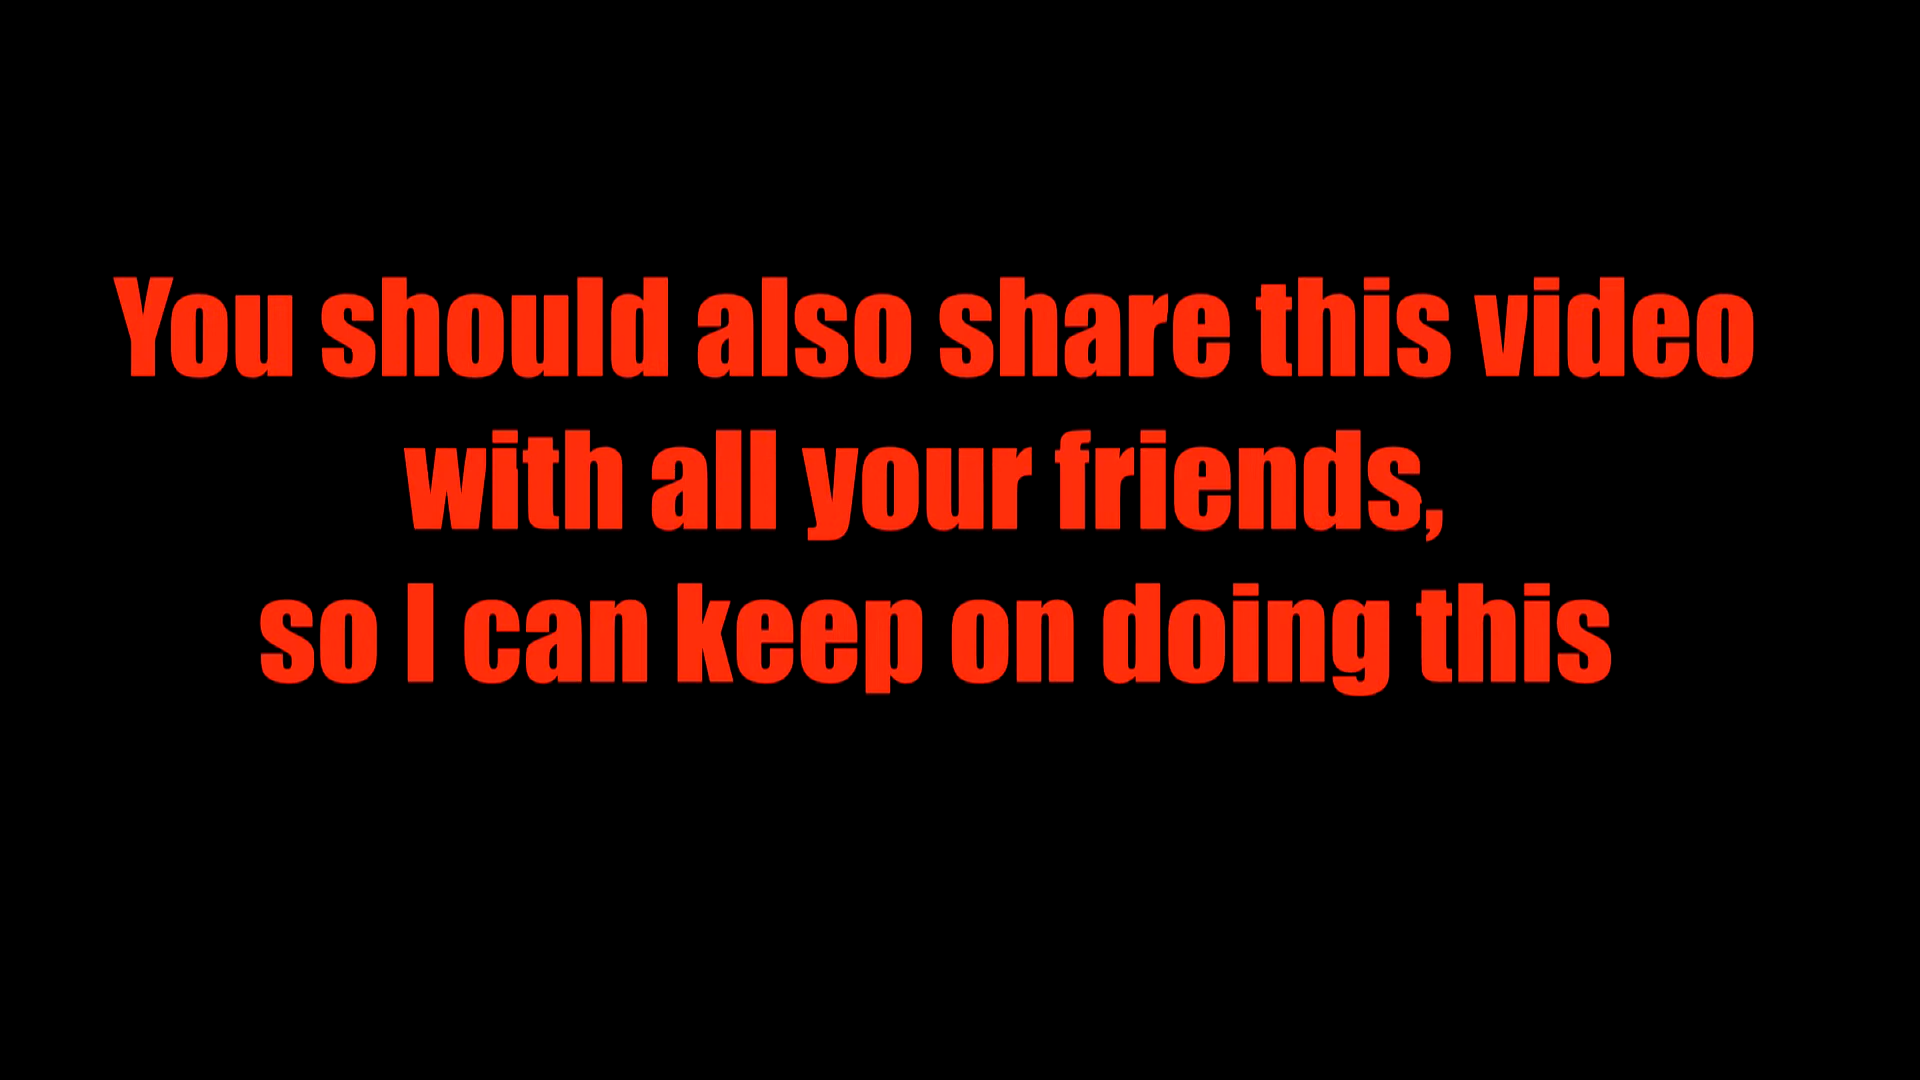 You should also share this video
with all your friends,
so I can keep on doing this